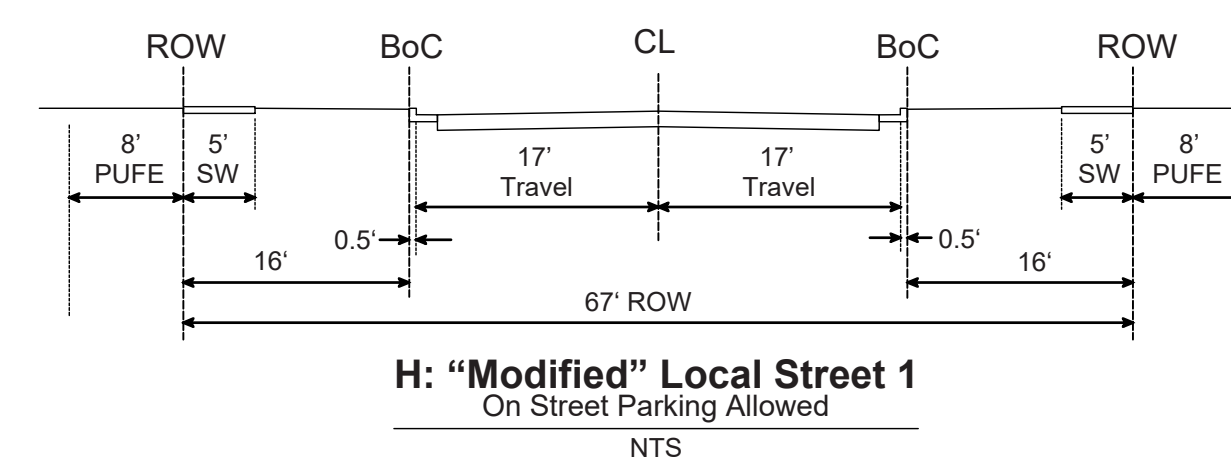 ROW BoC CL BoC ROW
8’ 5’ 17’ 17’ 5’ 8’
PUFE SW Travel Travel SW PUFE
0.5‘ 0.5‘
16‘ 16‘
67‘ ROW
H: “Modified” Local Street 1
On Street Parking Allowed
NTS